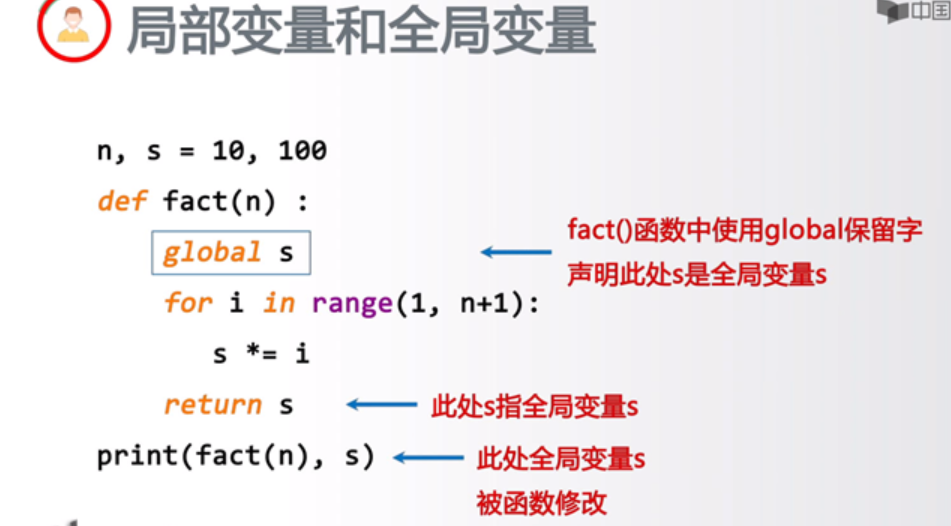 局部变量和全局变量
中国
n, s = 10, 100
def fact(n) :
global s
fact()函数中使用global保留字
声明此处s是全局变量s
for i in range(1, n+1):
s *= i
return s
此处s指全局变量s
print(fact(n), s)
此处全局变量s
被函数修改